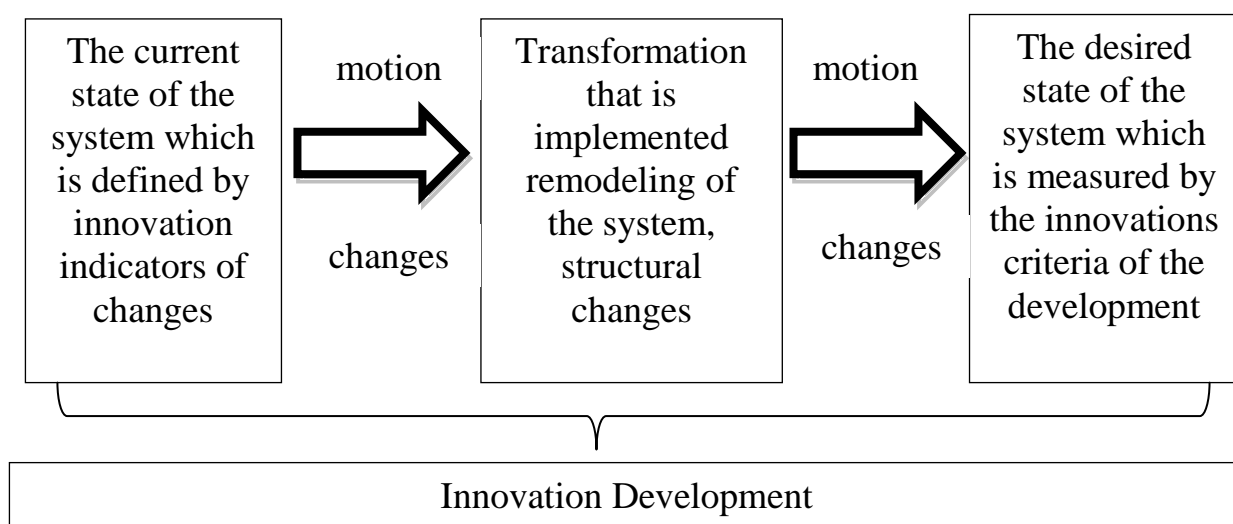 The current
state of the
system which
is defined by
innovation
indicators of
changes
motion
changes
Transformation
that is
implemented
remodeling of
the system,
structural
changes
motion
changes
The desired
state of the
system which
is measured by
the innovations
criteria of the
development
Innovation Development